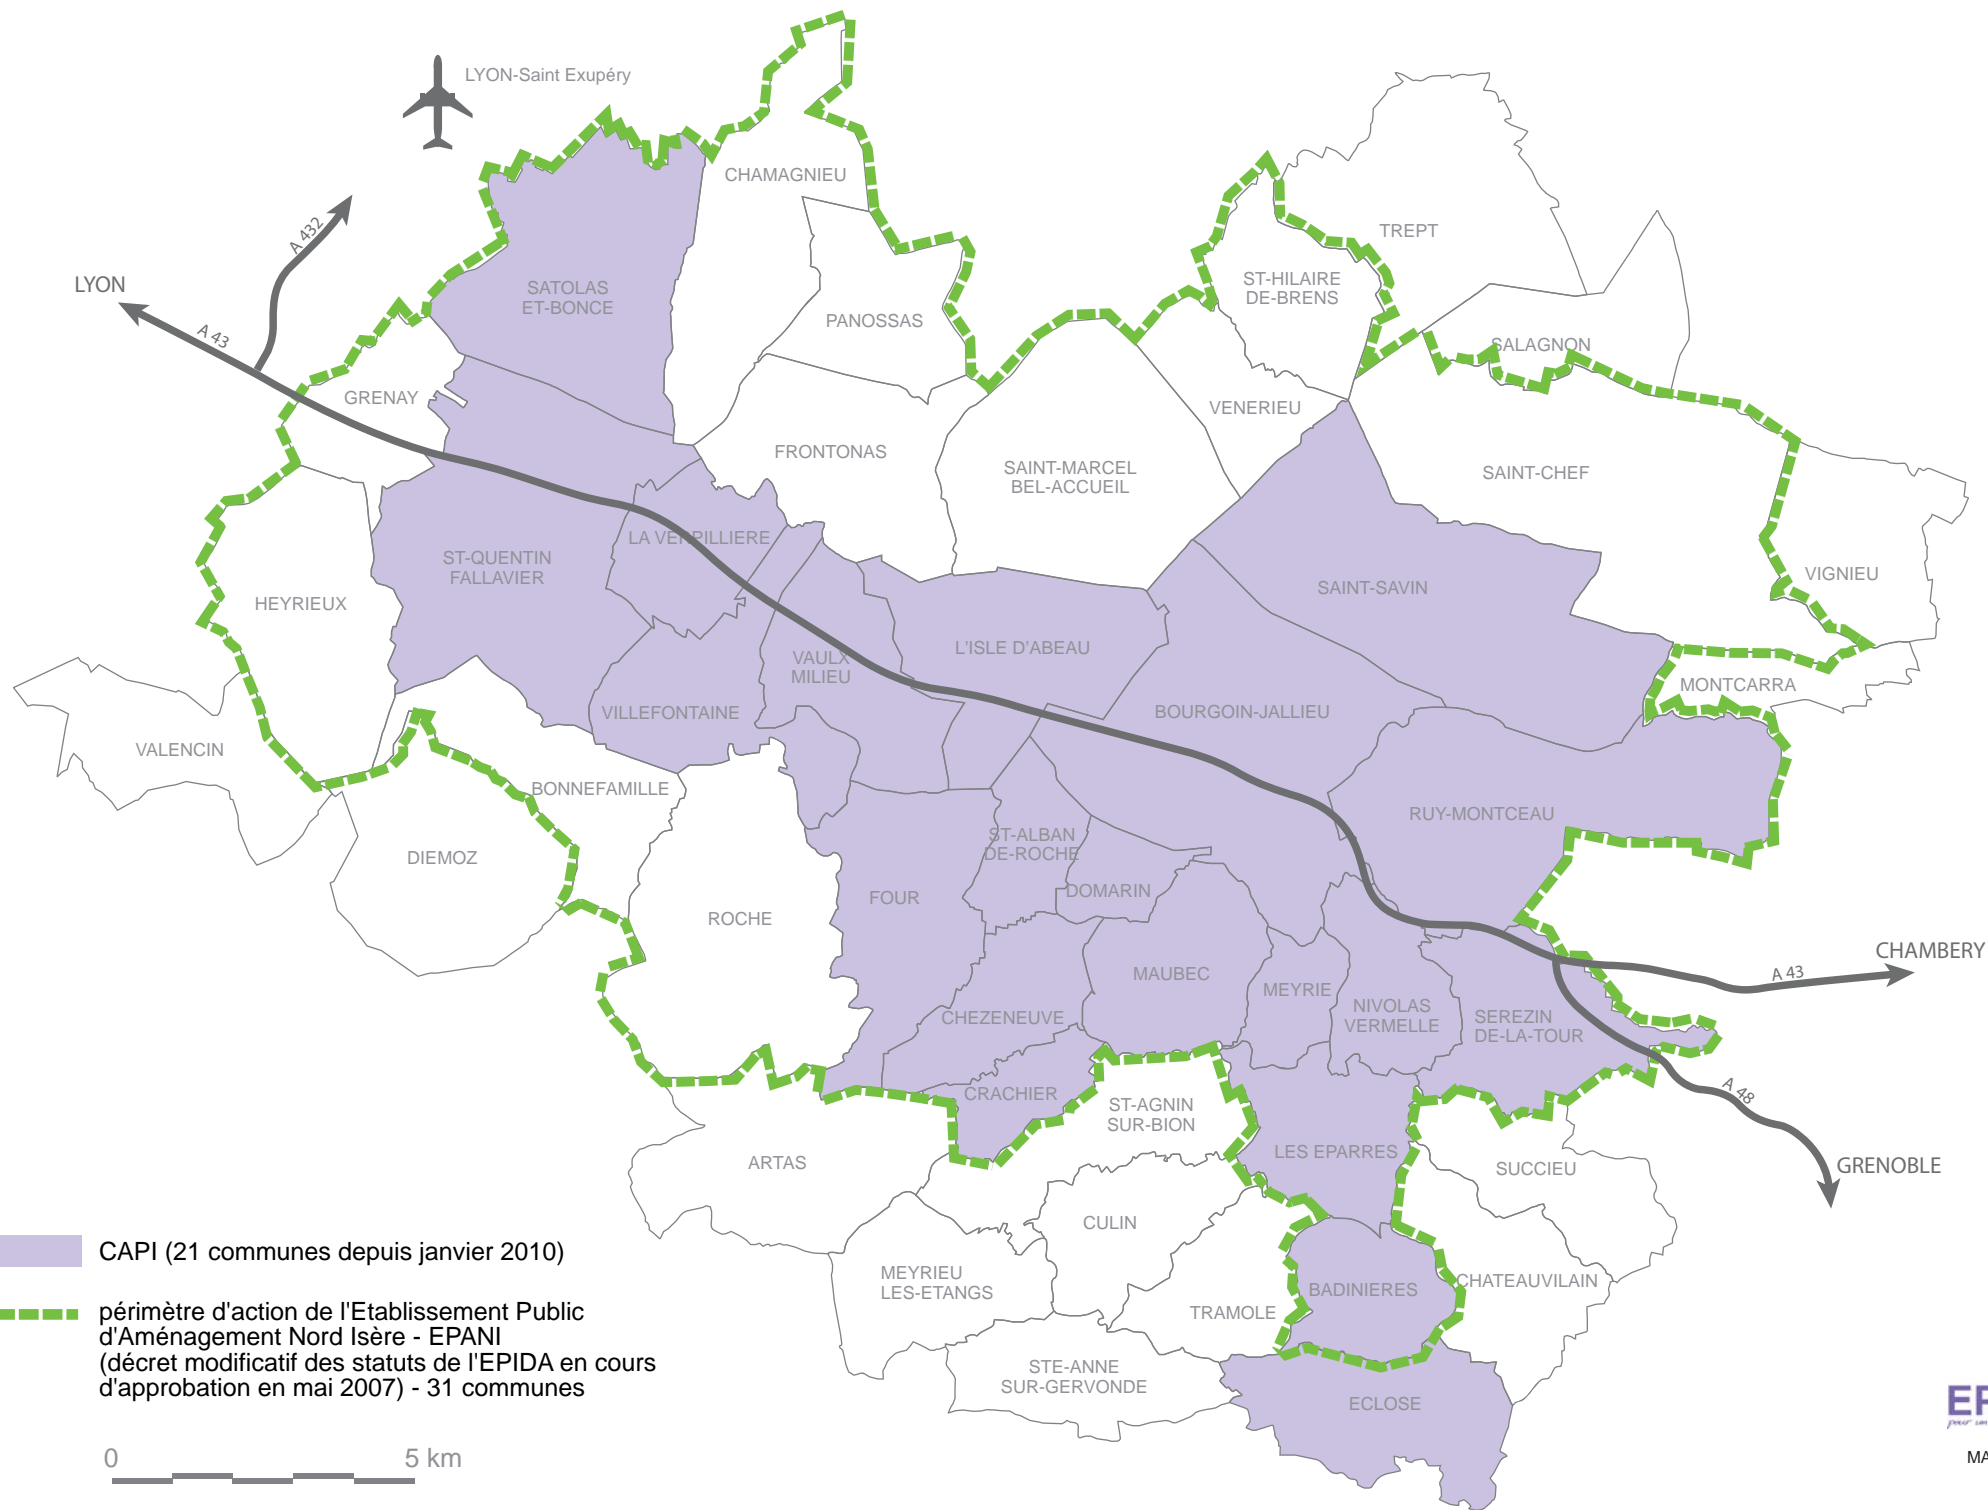 LYON-Saint Exupéry
CHAMAGNIEU
A 432
TREPT
LYON
SATOLAS
ET-BONCE
ST-HILAIRE
DE-BRENS
PANOSSAS
A 43
SALAGNON
GRENAY
VENERIEU
FRONTONAS
SAINT-MARCEL
BEL-ACCUEIL
SAINT-CHEF
LA VERPILLIERE
ST-QUENTIN
FALLAVIER
SAINT-SAVIN
VIGNIEU
HEYRIEUX
L'ISLE D'ABEAU
VAULX
MILIEU
MONTCARRA
VILLEFONTAINE
BOURGOIN-JALLIEU
VALENCIN
BONNEFAMILLE
RUY-MONTCEAU
ST-ALBAN
DE-ROCHE
DIEMOZ
DOMARIN
FOUR
ROCHE
CHAMBERY
A 43
MAUBEC
MEYRIE
NIVOLAS
VERMELLE
SEREZIN
DE-LA-TOUR
CHEZENEUVE
CRACHIER
A 48
ST-AGNIN
SUR-BION
LES EPARRES
ARTAS
SUCCIEU
GRENOBLE
CULIN
MEYRIEU
LES-ETANGS
CHATEAUVILAIN
BADINIERES
TRAMOLE
STE-ANNE
SUR-GERVONDE
ECLOSE
CAPI (21 communes depuis janvier 2010)
périmètre d'action de l'Etablissement Public
d'Aménagement Nord Isère - EPANI
(décret modificatif des statuts de l'EPIDA en cours
d'approbation en mai 2007) - 31 communes
0 5 km
pour
MA